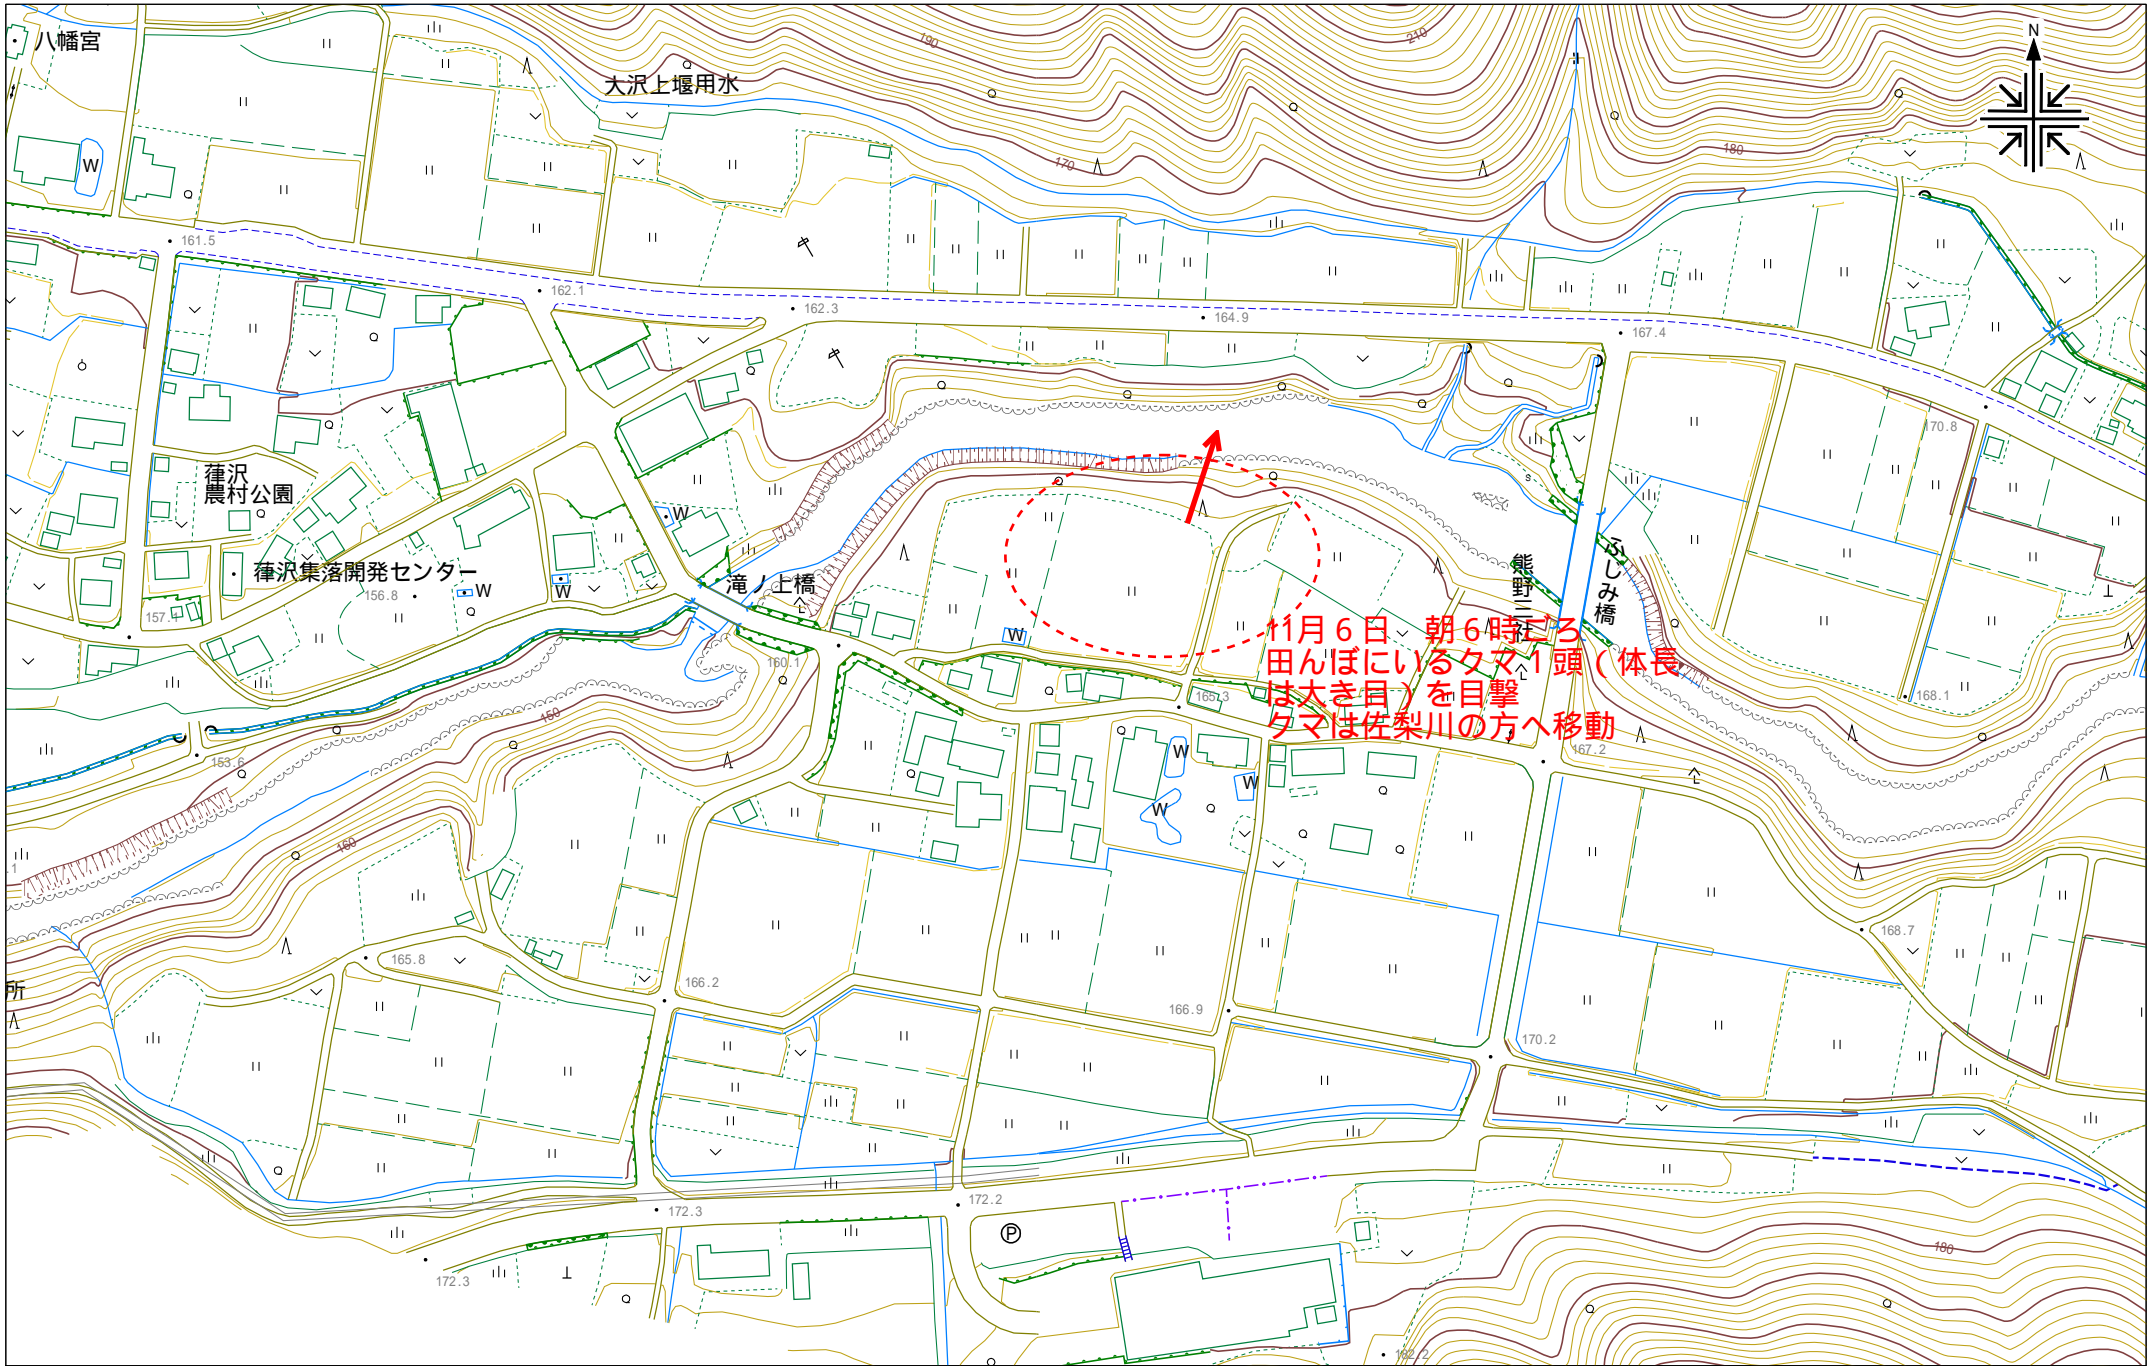 八幡宮
大沢上堰用水
N
190
210
170
180
W
161.5
162.1
162.3
164.9
167.4
170.8
葎沢
農村公園
葎沢集落開発センター
156.8
W
W
W
157.1
滝ノ上橋
160.1
W
熊野三社
ふじみ橋
11月6日 朝6時ごろ
田んぼにいるクマ1頭(体長
は大き目)を目撃
クマは佐梨川の方へ移動
165.3
168.1
167.2
153.6
160
W
W
W
160
.1
168.7
165.8
所
166.2
166.9
170.2
172.2
172.3
P
172.3
180
182.2